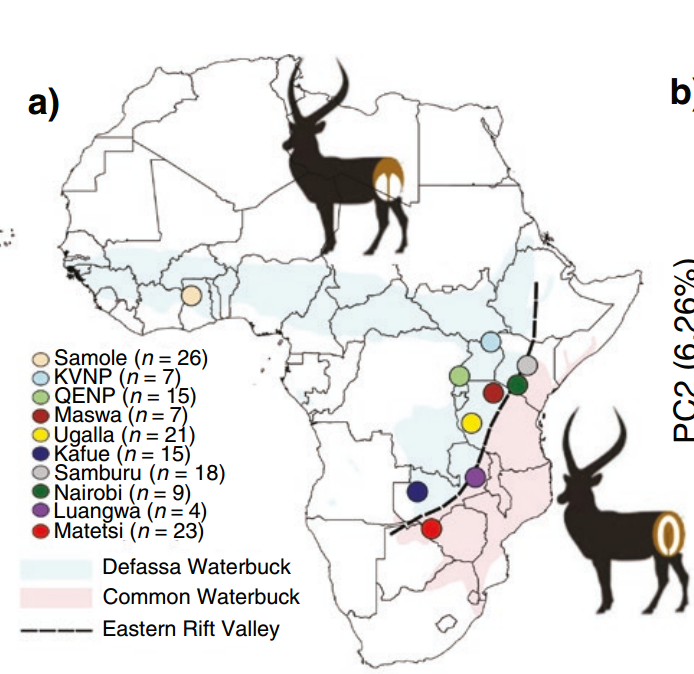 a)
b)
PC2 (6.26%)
Samole (n = 26)
KVNP (n = 7)
QENP (n = 15)
Maswa (n = 7)
Ugalla (n = 21)
Kafue (n = 15)
Samburu (n = 18)
Nairobi (n = 9)
Luangwa (n = 4)
Matetsi (n = 23)
Defassa Waterbuck
Common Waterbuck
Eastern Rift Valley